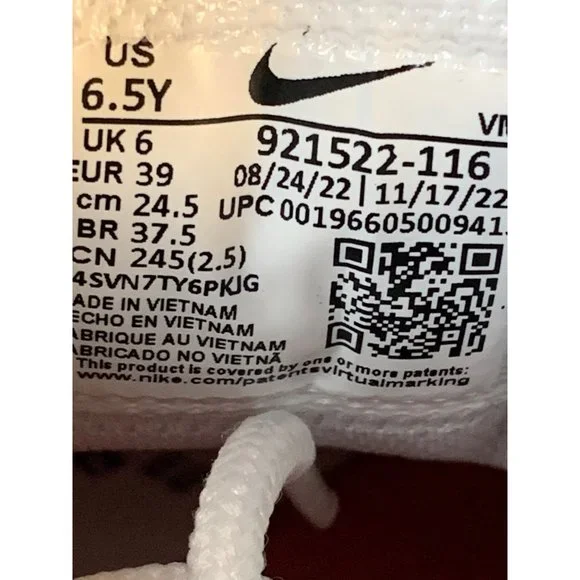 US
6.5Y
VN
UK 6
921522-116
EUR 39
08/24/22 | 11/17/22
cm 24.5
UPC 0019660500941
BR 37.5
CN 245(2.5)
4SVN7TY6PKJG
ADE IN VIETNAM
ECHO EN VIETNAM
ABRIQUE AU VIETNAM
ABRICADO NO VIETNÃ
This product is covered by one or more patents:
www.nike.com/patentsvirtualmarking